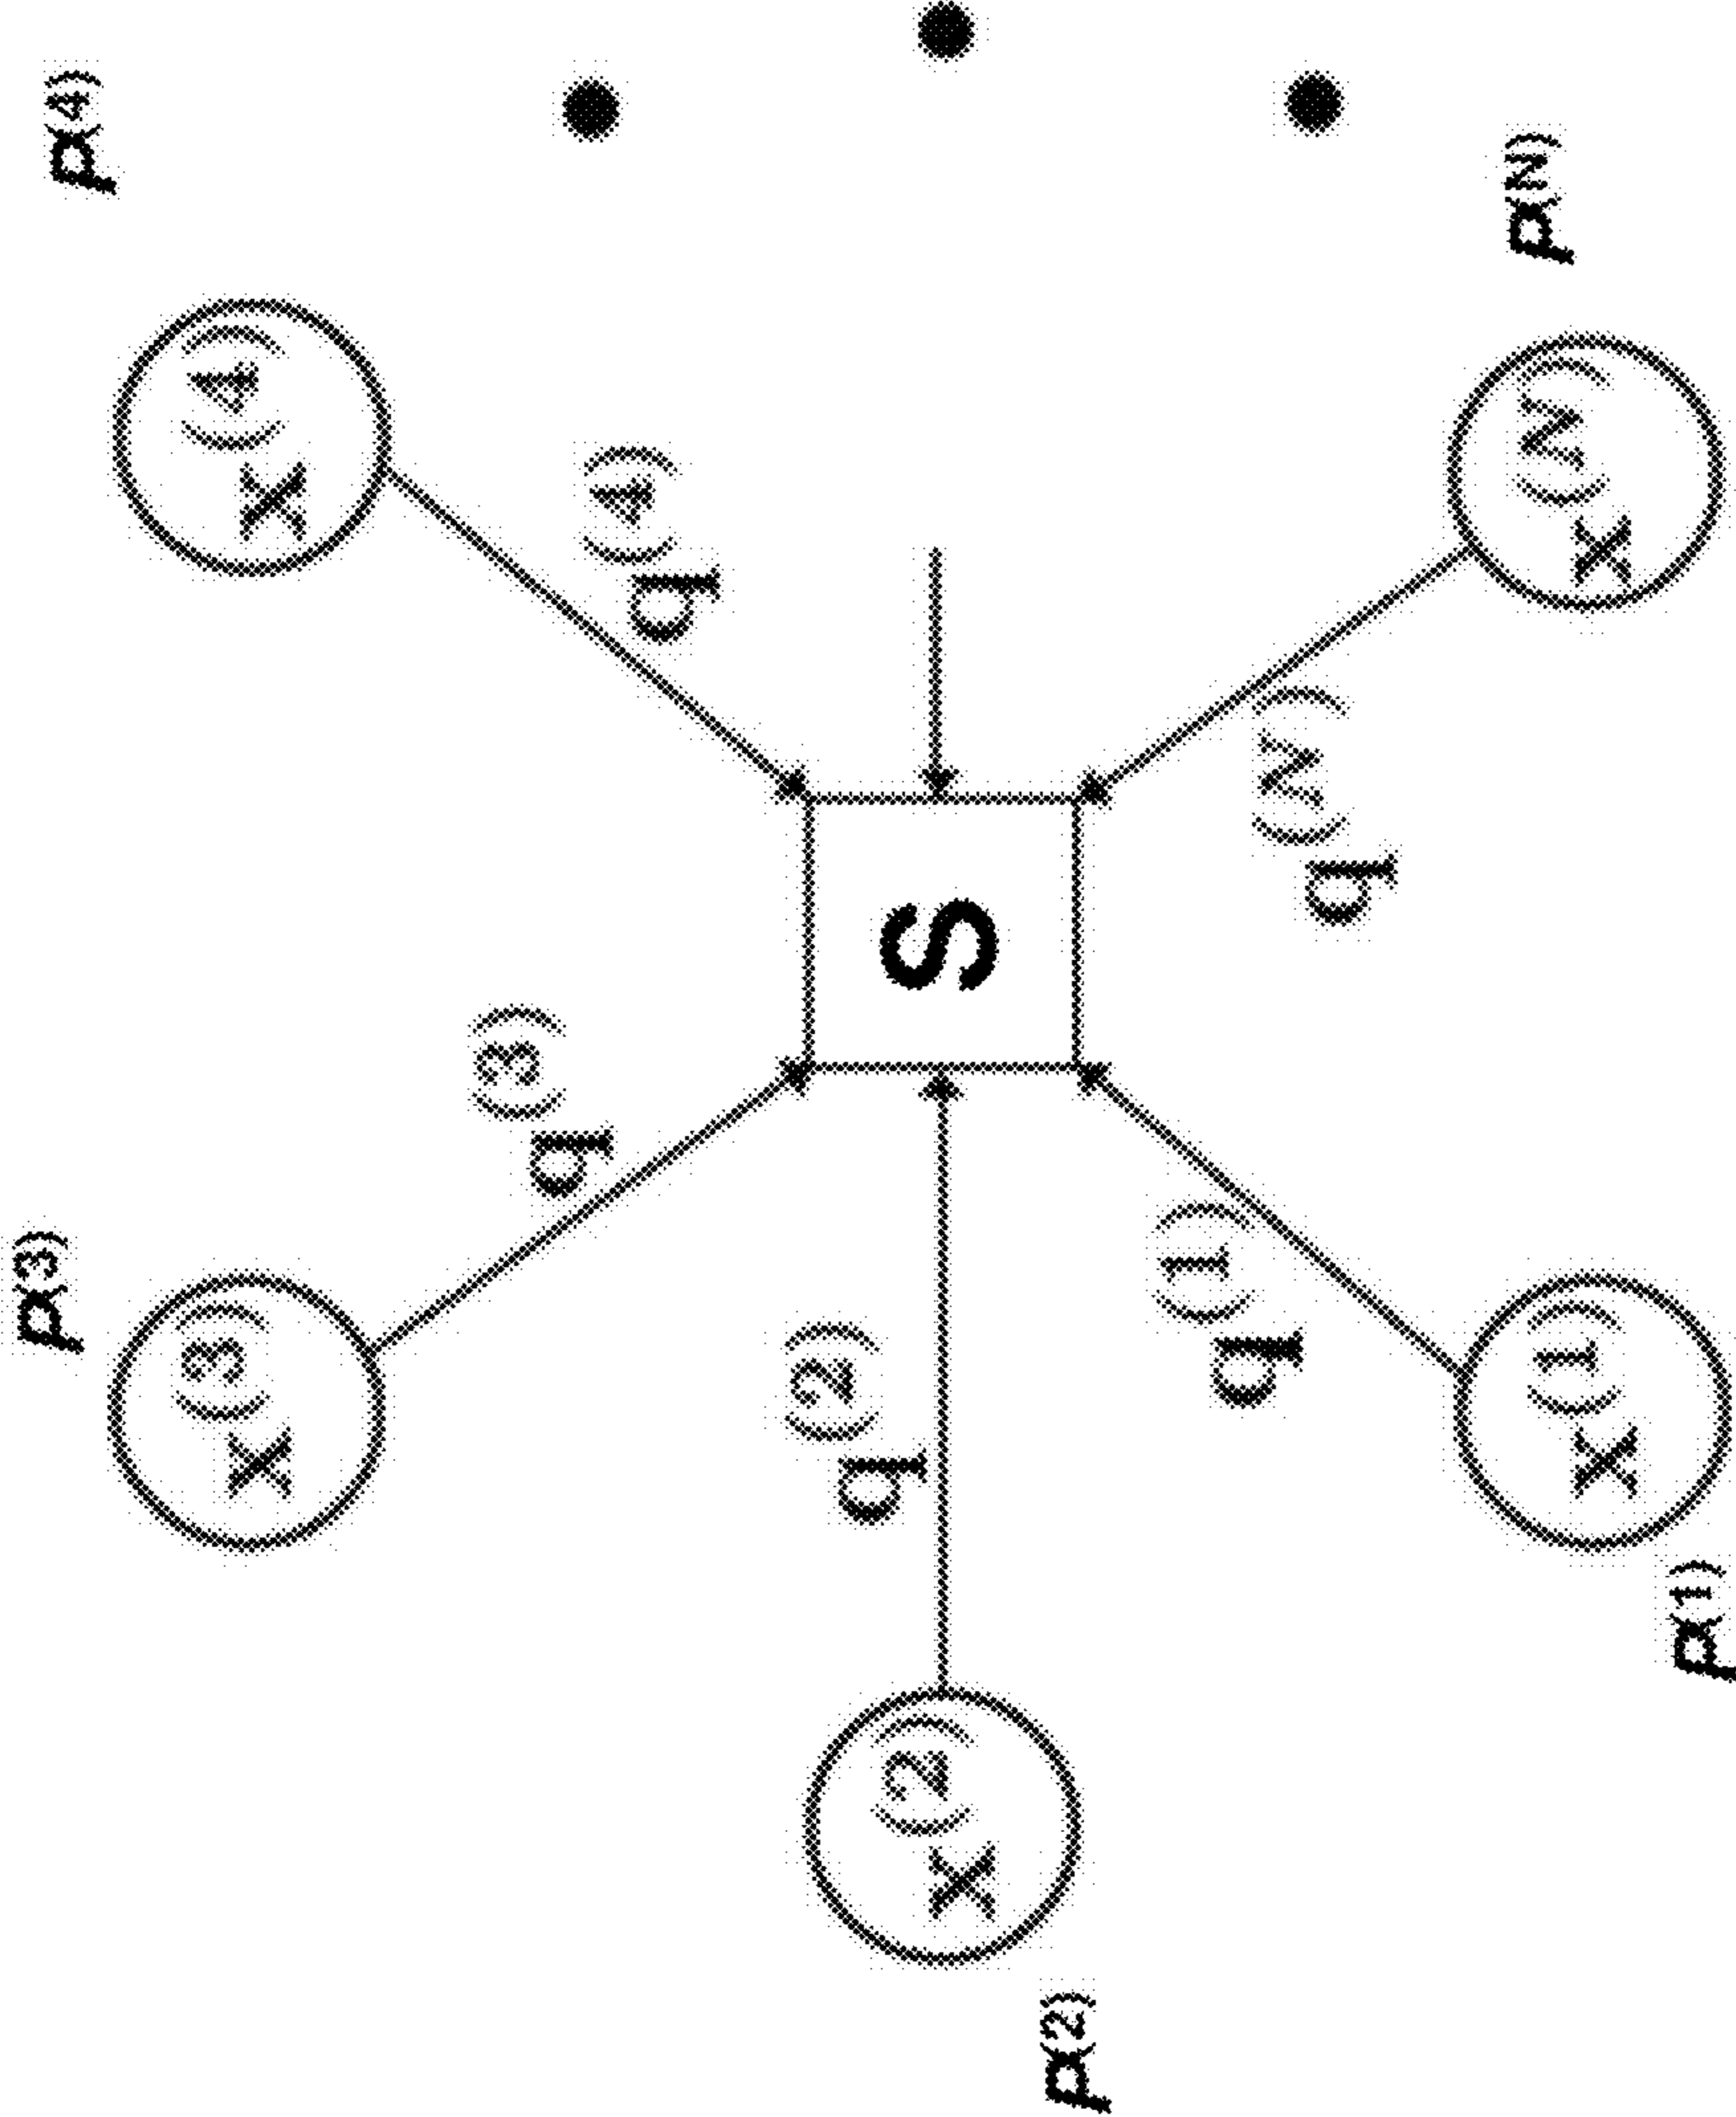 p(3)
p(4)
x(3)
x(4)
q(3)
q(4)
q(2)
x(2)
S
p(2)
q(1)
q(N)
p(N)
x(1)
x(N)
p(1)